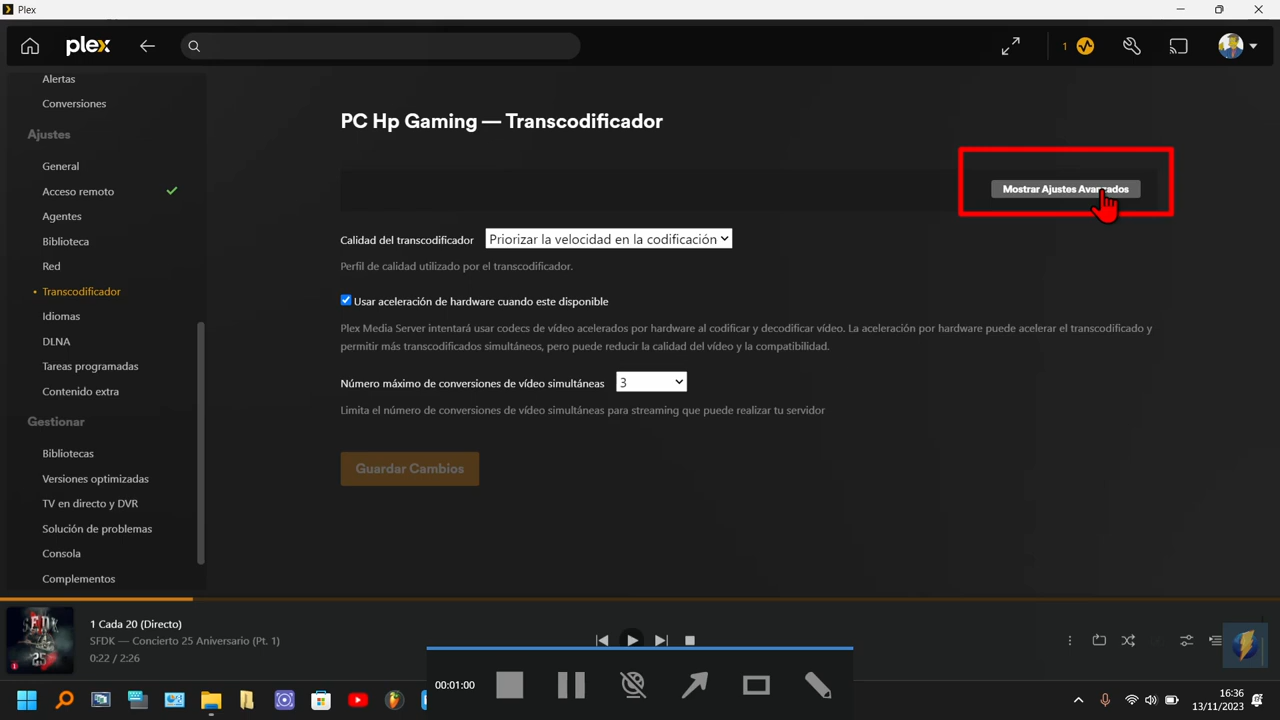 Plex
plex
1
Alertas
Conversiones
Ajustes
General
Acceso remoto
Agentes
Biblioteca
Red
Transcodificador
Idiomas
DLNA
Tareas programadas
Contenido extra
Gestionar
Bibliotecas
Versiones optimizadas
TV en directo y DVR
Solución de problemas
Consola
Complementos
PC Hp Gaming — Transcodificador
Mostrar Ajustes Avanzados
Calidad del transcodificador Priorizar la velocidad en la codificación
Perfil de calidad utilizado por el transcodificador.
Usar aceleración de hardware cuando este disponible
Plex Media Server intentará usar codecs de vídeo acelerados por hardware al codificar y decodificar vídeo. La aceleración por hardware puede acelerar el transcodificado y
permitir más transcodificados simultáneos, pero puede reducir la calidad del vídeo y la compatibilidad.
Número máximo de conversiones de vídeo simultáneas 3
Limita el número de conversiones de vídeo simultáneas para streaming que puede realizar tu servidor
Guardar Cambios
SFDK
25
1 Cada 20 (Directo)
SFDK — Concierto 25 Aniversario (Pt. 1)
0:22 / 2:26
00:01:00
16:36
13/11/2023